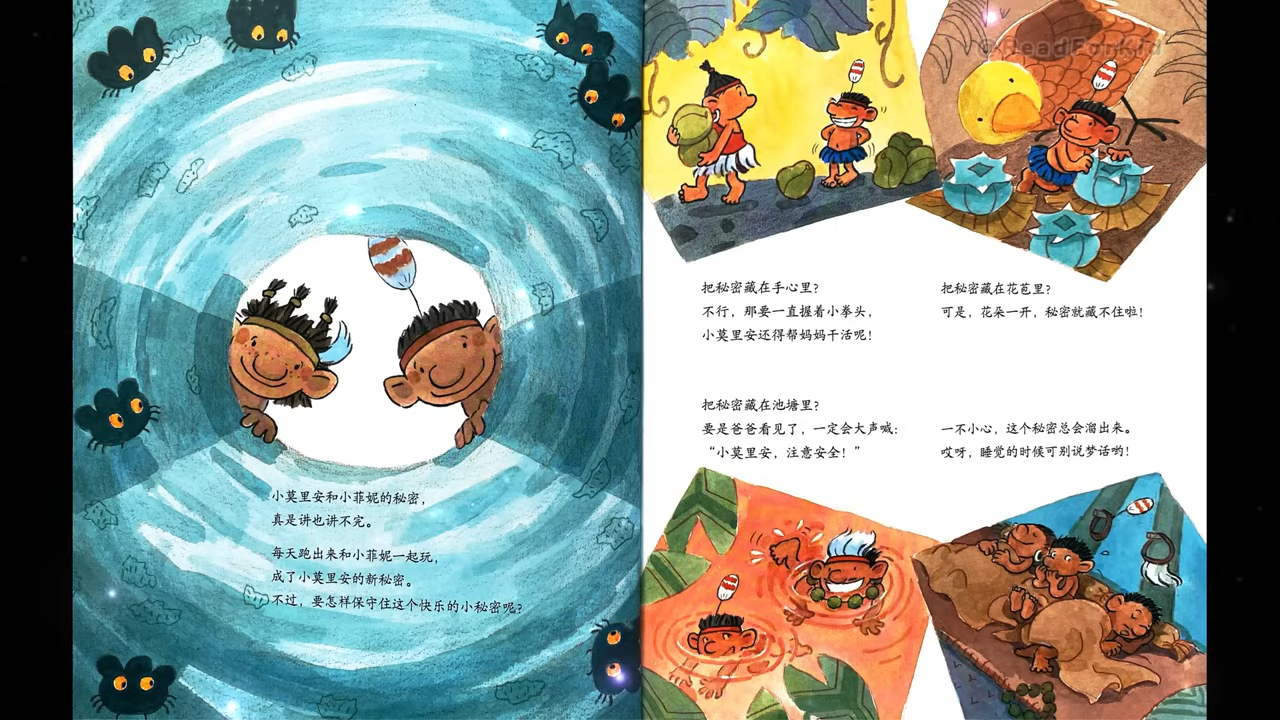 小莫里安和小菲妮的秘密，
真是讲也讲不完。
每天跑出来和小菲妮一起玩，
成了小莫里安的新秘密。
不过，要怎样保守住这个快乐的小秘密呢？
@ReadForKid
把秘密藏在手心里？
不行，那要一直握着小拳头，
小莫里安还得帮妈妈干活呢！
把秘密藏在花苞里？
可是，花朵一开，秘密就藏不住啦！
把秘密藏在池塘里？
要是爸爸看见了，一定会大声喊：
“小莫里安，注意安全！”
一不小心，这个秘密总会溜出来。
哎呀，睡觉的时候可别说梦话哟！